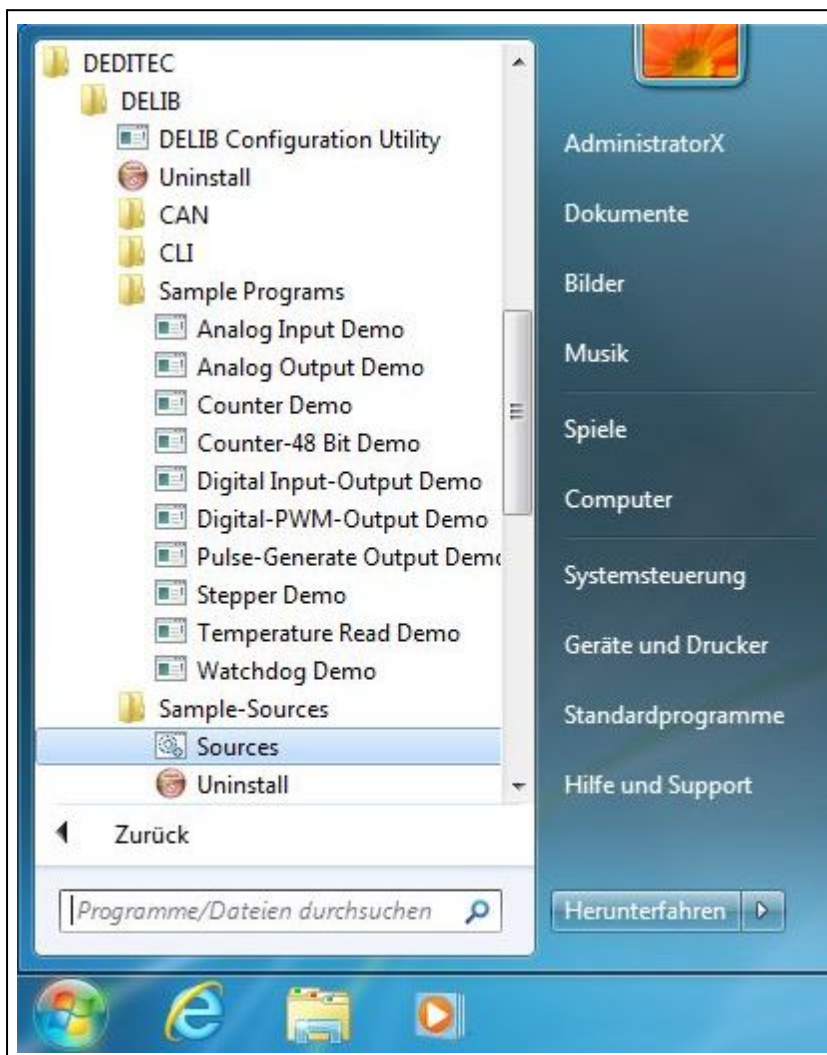 DEDITEC
DELIB
DELIB Configuration Utility
Uninstall
CAN
CLI
Sample Programs
Analog Input Demo
Analog Output Demo
Counter Demo
Counter-48 Bit Demo
Digital Input-Output Demo
Digital-PWM-Output Demo
Pulse-Generate Output Demo
Stepper Demo
Temperature Read Demo
Watchdog Demo
Sample-Sources
Sources
Uninstall
Zurück
Programme/Dateien durchsuchen
AdministratorX
Dokumente
Bilder
Musik
Spiele
Computer
Systemsteuerung
Geräte und Drucker
Standardprogramme
Hilfe und Support
Herunterfahren